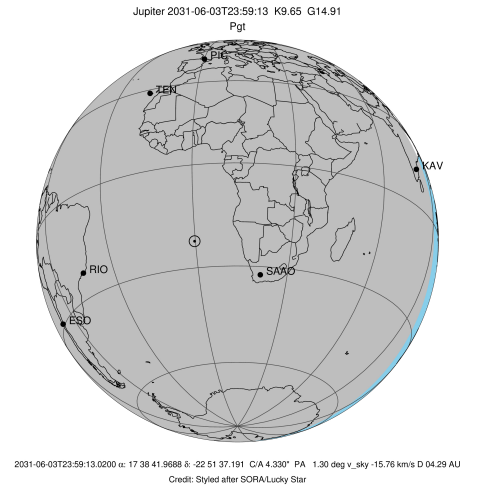 Jupiter 2031-06-03T23:59:13  K9.65  G14.91
Pgt
PIC
TEN
KAV
SAAO
RIO
ESO
2031-06-03T23:59:13.0200 α: 17 38 41.9688 δ: -22 51 37.191  C/A 4.330" PA  1.30 deg v_sky -15.76 km/s D 04.29 AU
Credit: Styled after SORA/Lucky Star